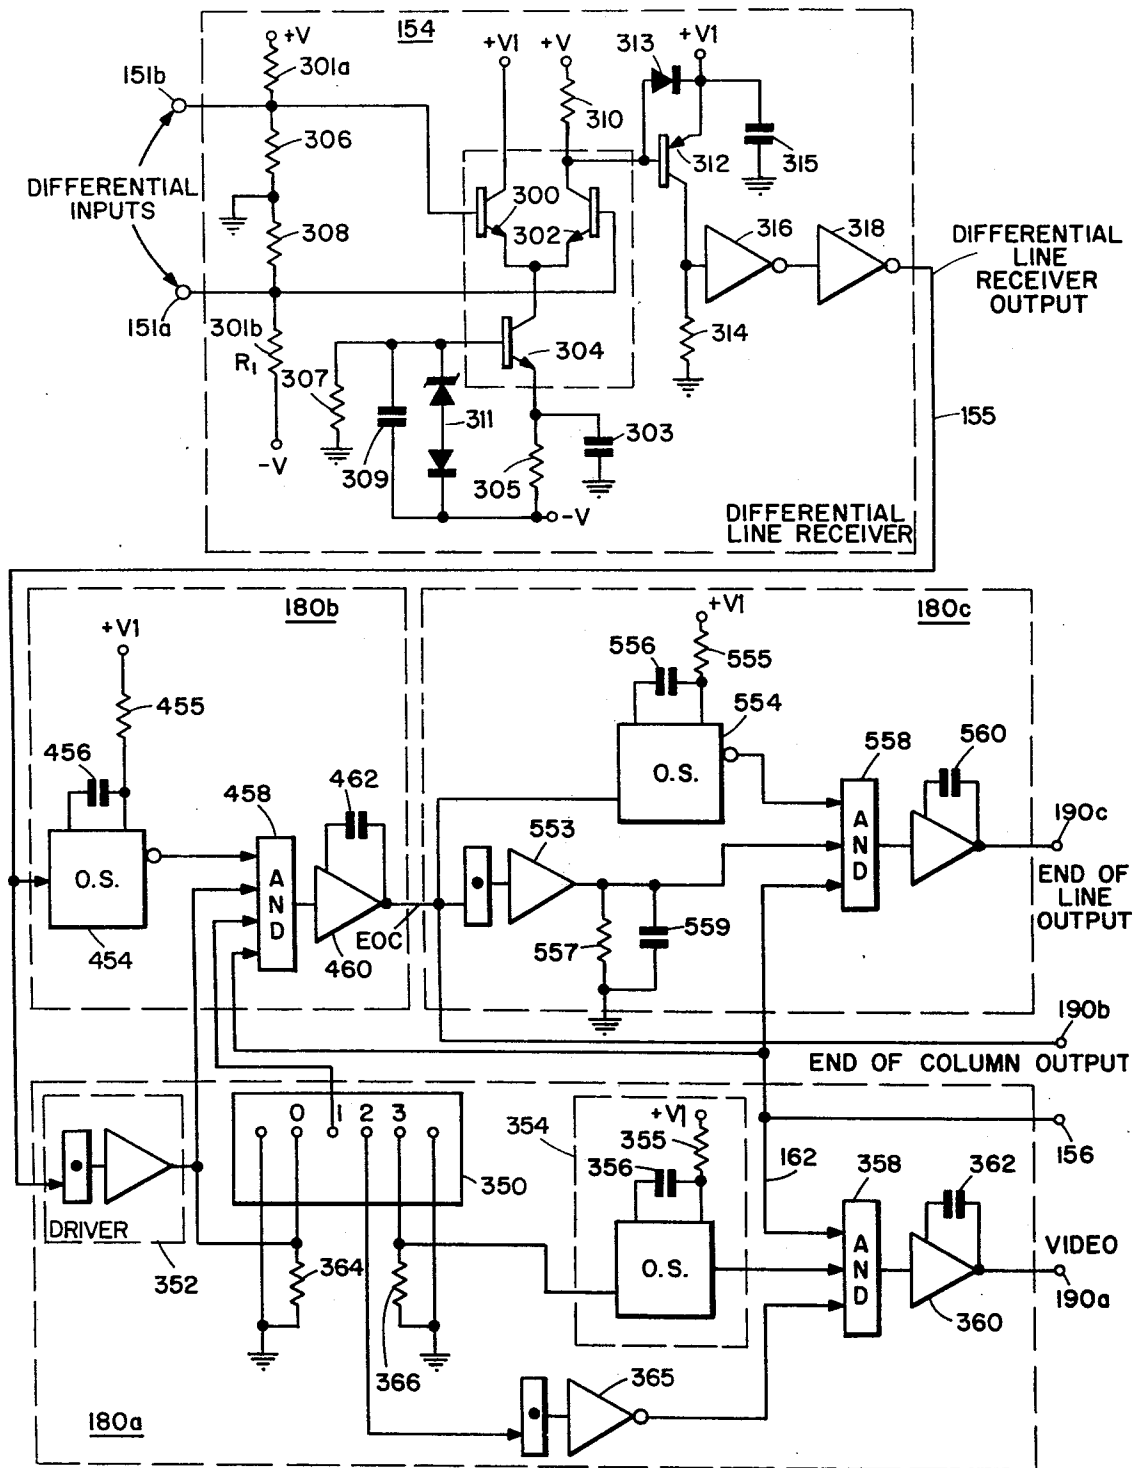 154
+V
301a
151b
306
DIFFERENTIAL
INPUTS
308
151a
301b
R1
-V
+V1
+V
310
313
+V1
312
315
300
302
304
307
309
311
305
303
-V
316
318
314
DIFFERENTIAL
LINE
RECEIVER
OUTPUT
155
DIFFERENTIAL
LINE RECEIVER
180b
+V1
455
456
O.S.
454
458
AND
462
460
EOC
180c
+V1
555
556
554
O.S.
553
557
559
558
AND
560
190c
END OF
LINE
OUTPUT
190b
END OF COLUMN OUTPUT
DRIVER
352
0 1 2 3
350
364
366
354
+V1
355
356
O.S.
162
156
358
AND
362
360
VIDEO
190a
365
180a